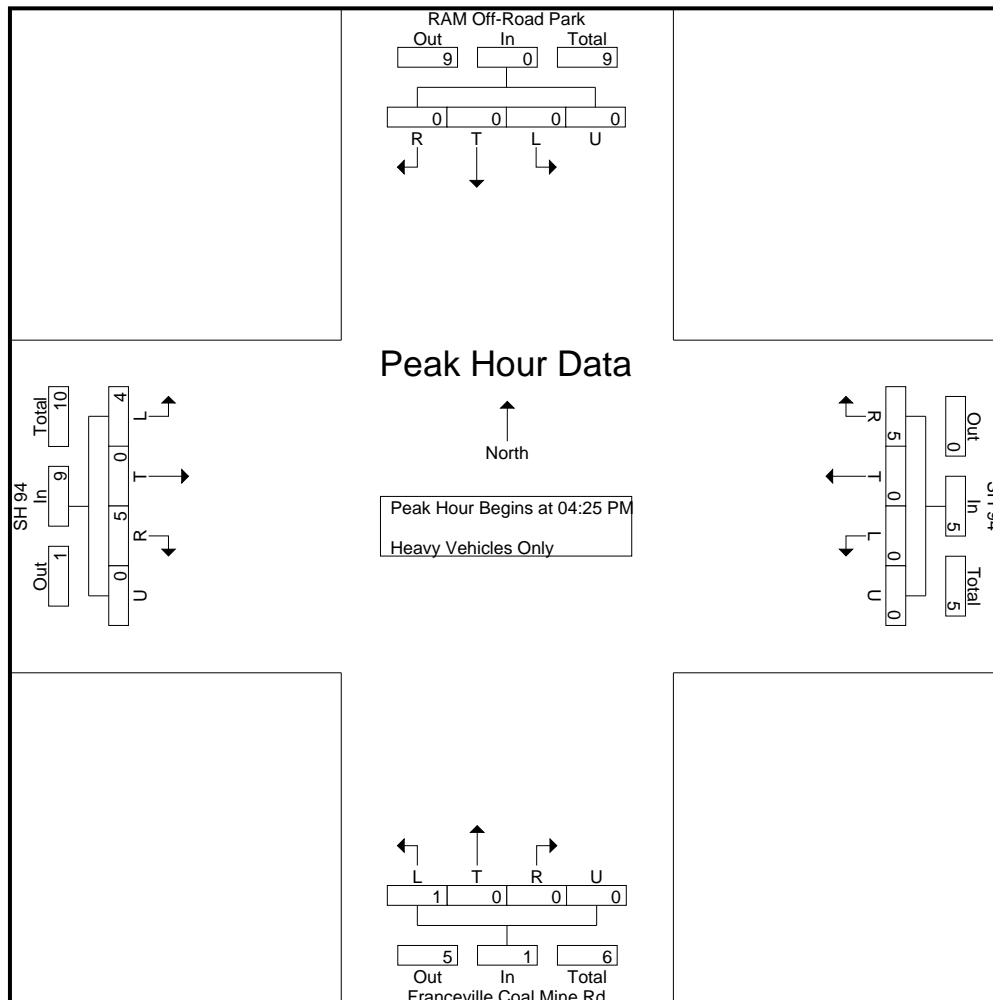 RAM Off-Road Park
Out In Total
9 0 9
0 0 0 0
R T L U
Peak Hour Data
North
Peak Hour Begins at 04:25 PM
Heavy Vehicles Only
SH 94
Total In Out
10 9 1
4 0 5 0
L T R U
Out In Total
0 5 5
5 0 0 0
R T L U
L T R U
1 0 0 0
5 1 6
Out In Total
Franceville Coal Mine Rd